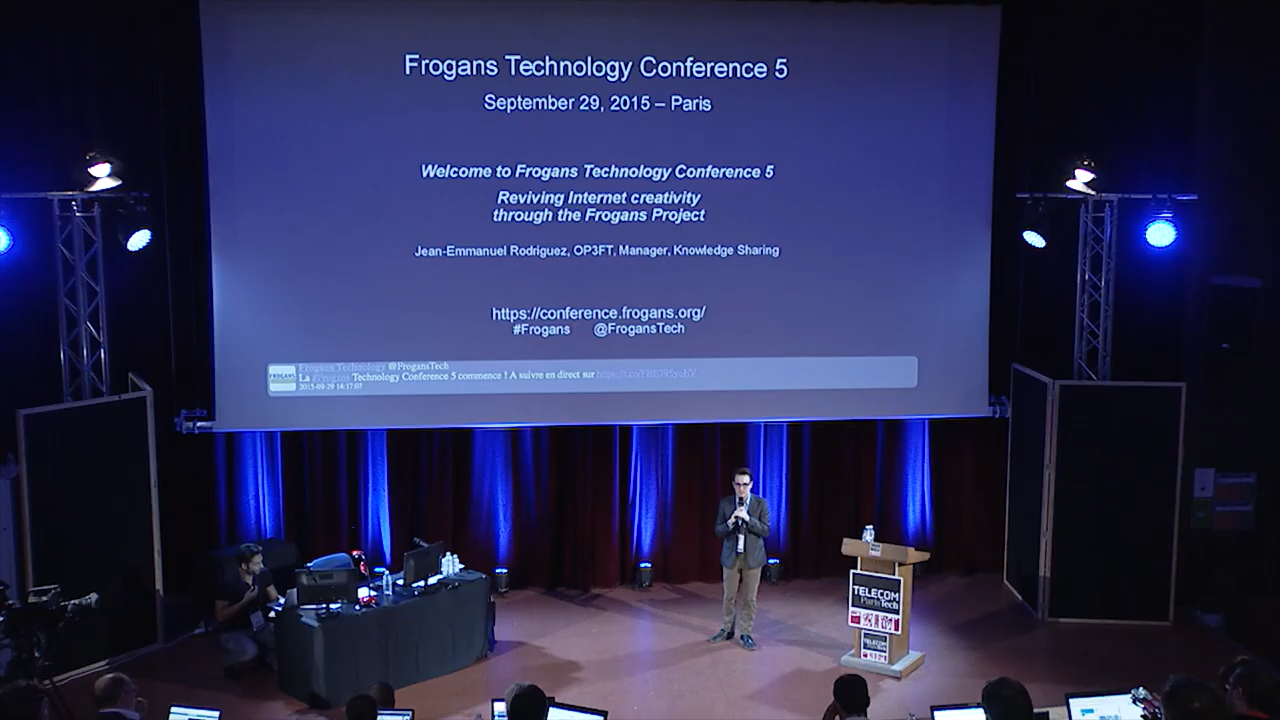 Frogans Technology Conference 5
September 29, 2015 – Paris
Welcome to Frogans Technology Conference 5
Reviving Internet creativity
through the Frogans Project
Jean-Emmanuel Rodriguez, OP3FT, Manager, Knowledge Sharing
https://conference.frogans.org/
#Frogans @FrogansTech
FROGANS
Frogans Technology @FrogansTech
La #Frogans Technology Conference 5 commence ! A suivre en direct sur
2015-09-29 14:17:07
TELECOM
ParisTech
TELECOM